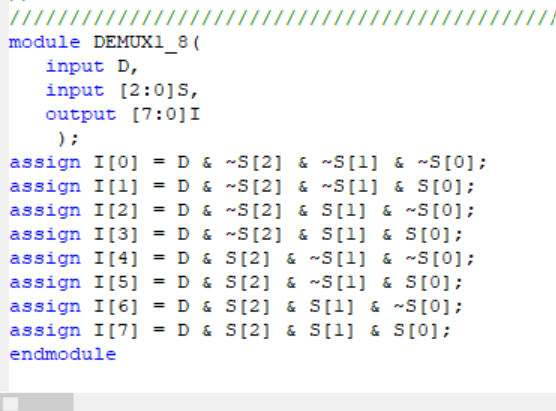 //////////////////////////////////////////////
module DEMUX1_8(
input D,
input [2:0]S,
output [7:0]I
);
assign I[0] = D & ~S[2] & ~S[1] & ~S[0];
assign I[1] = D & ~S[2] & ~S[1] & S[0];
assign I[2] = D & ~S[2] & S[1] & ~S[0];
assign I[3] = D & ~S[2] & S[1] & S[0];
assign I[4] = D & S[2] & ~S[1] & ~S[0];
assign I[5] = D & S[2] & ~S[1] & S[0];
assign I[6] = D & S[2] & S[1] & ~S[0];
assign I[7] = D & S[2] & S[1] & S[0];
endmodule